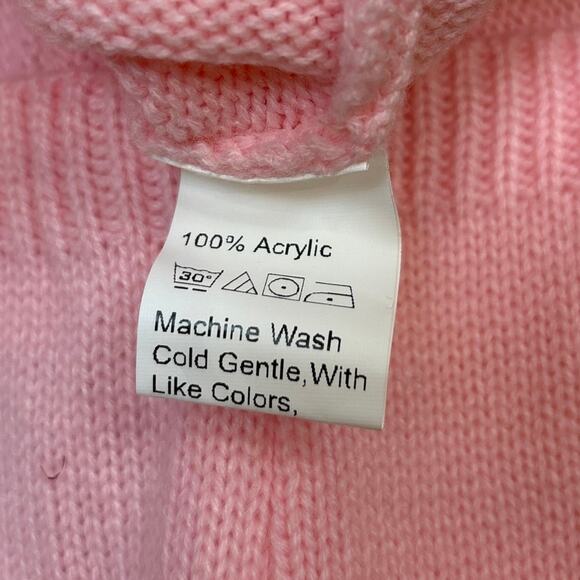 100% Acrylic
30°
Machine Wash
Cold Gentle,With
Like Colors,